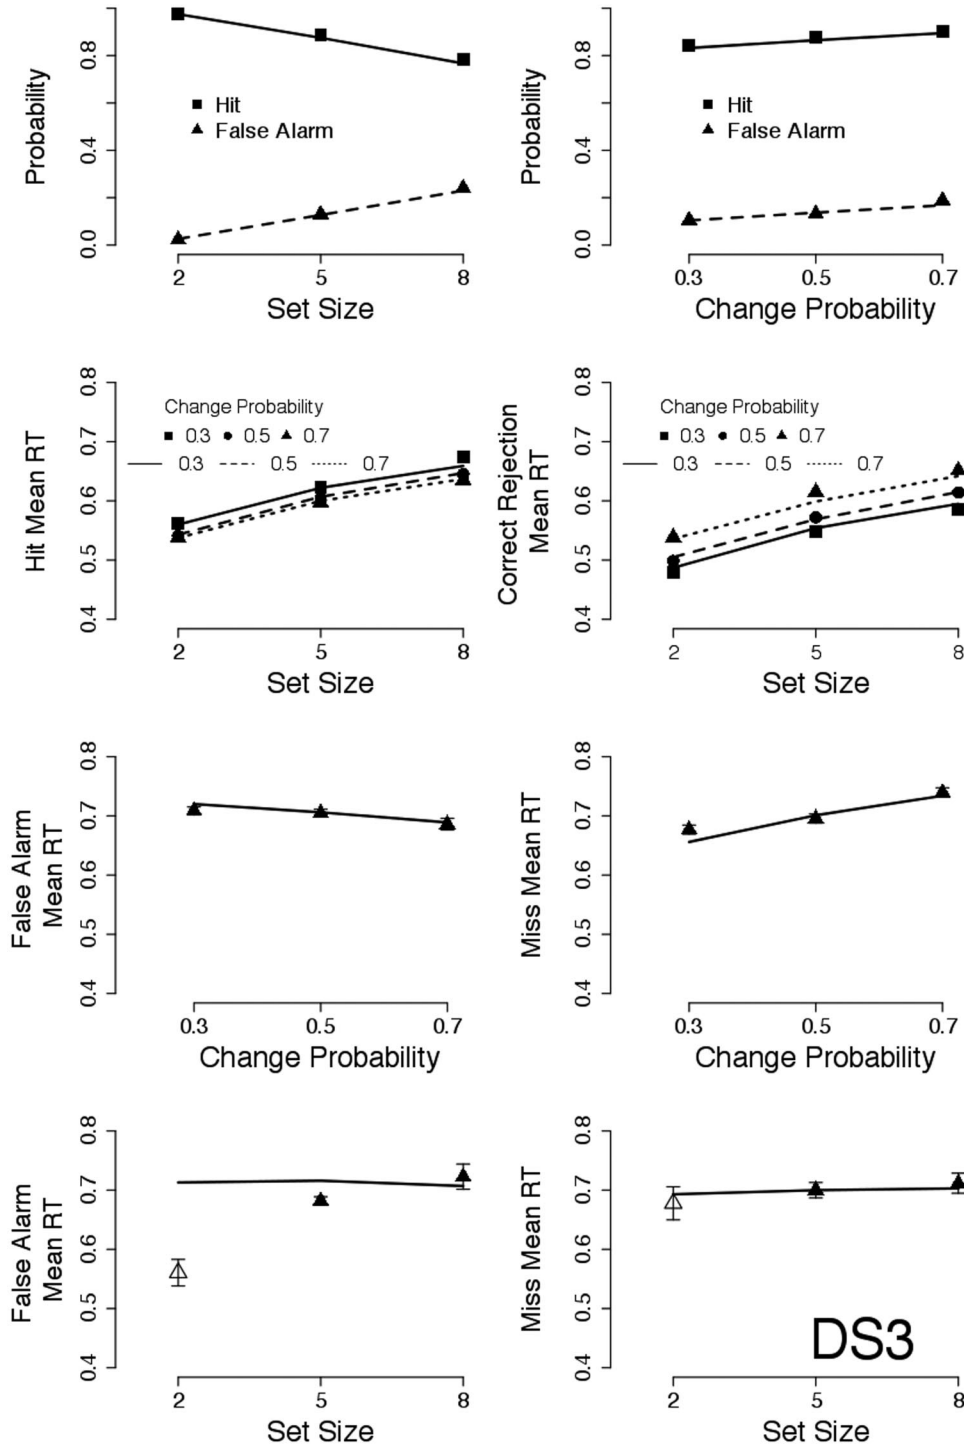 Probability
0.0 0.4 0.8
Hit
False Alarm
2 5 8
Set Size
Probability
0.0 0.4 0.8
Hit
False Alarm
0.3 0.5 0.7
Change Probability
Hit Mean RT
0.4 0.5 0.6 0.7 0.8
Change Probability
0.3 0.5 0.7
0.3 0.5 0.7
2 5 8
Set Size
Correct Rejection
Mean RT
0.4 0.5 0.6 0.7 0.8
Change Probability
0.3 0.5 0.7
0.3 0.5 0.7
2 5 8
Set Size
False Alarm
Mean RT
0.4 0.5 0.6 0.7 0.8
0.3 0.5 0.7
Change Probability
Miss Mean RT
0.4 0.5 0.6 0.7 0.8
0.3 0.5 0.7
Change Probability
False Alarm
Mean RT
0.4 0.5 0.6 0.7 0.8
2 5 8
Set Size
Miss Mean RT
0.4 0.5 0.6 0.7 0.8
DS3
2 5 8
Set Size